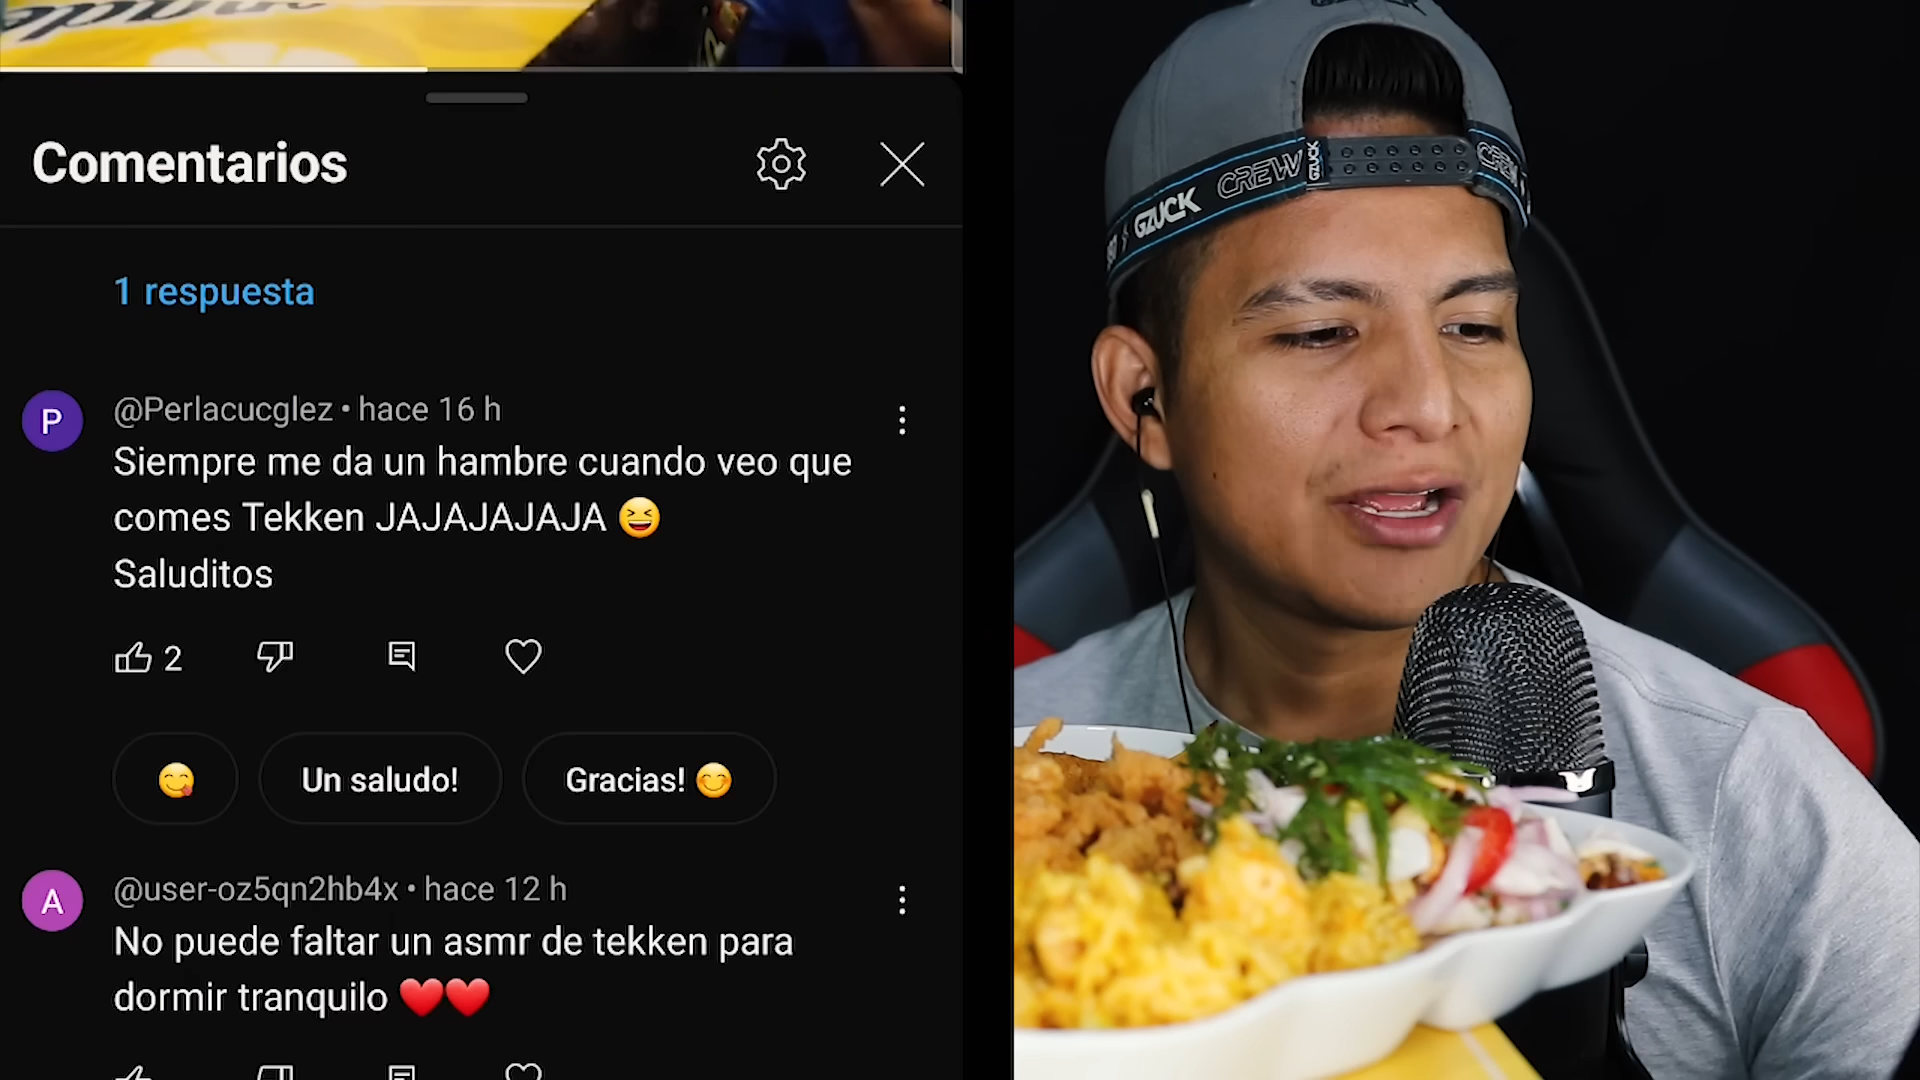 Comentarios
1 respuesta
@Perlacucglez • hace 16 h
P
Siempre me da un hambre cuando veo que
comes Tekken JAJAJAJAJA 😆
Saluditos
2
😋 Un saludo! Gracias! 😊
@user-oz5qn2hb4x • hace 12 h
A
No puede faltar un asmr de tekken para
dormir tranquilo ❤️❤️
GZUCK CREW GZUCK CREW